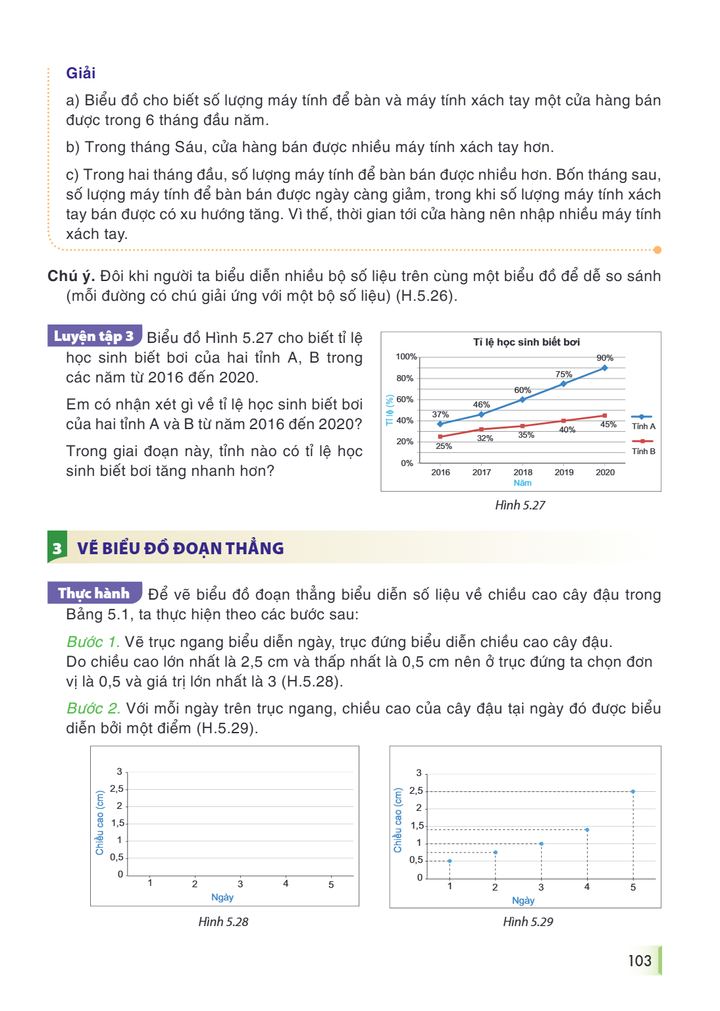 Giải
a) Biểu đồ cho biết số lượng máy tính để bàn và máy tính xách tay một cửa hàng bán
được trong 6 tháng đầu năm.
b) Trong tháng Sáu, cửa hàng bán được nhiều máy tính xách tay hơn.
c) Trong hai tháng đầu, số lượng máy tính để bàn bán được nhiều hơn. Bốn tháng sau,
số lượng máy tính để bàn bán được ngày càng giảm, trong khi số lượng máy tính xách
tay bán được có xu hướng tăng. Vì thế, thời gian tới cửa hàng nên nhập nhiều máy tính
xách tay.
Chú ý. Đôi khi người ta biểu diễn nhiều bộ số liệu trên cùng một biểu đồ để dễ so sánh
(mỗi đường có chú giải ứng với một bộ số liệu) (H.5.26).
Luyện tập 3 Biểu đồ Hình 5.27 cho biết tỉ lệ
học sinh biết bơi của hai tỉnh A, B trong
các năm từ 2016 đến 2020.
Em có nhận xét gì về tỉ lệ học sinh biết bơi
của hai tỉnh A và B từ năm 2016 đến 2020?
Trong giai đoạn này, tỉnh nào có tỉ lệ học
sinh biết bơi tăng nhanh hơn?
Tỉ lệ học sinh biết bơi
100%
80%
60%
40%
20%
0%
Tỉ lệ (%)
37%
46%
60%
75%
90%
25%
32%
35%
40%
45%
Tỉnh A
Tỉnh B
2016 2017 2018 2019 2020
Năm
Hình 5.27
3 VẼ BIỂU ĐỒ ĐOẠN THẲNG
Thực hành Để vẽ biểu đồ đoạn thẳng biểu diễn số liệu về chiều cao cây đậu trong
Bảng 5.1, ta thực hiện theo các bước sau:
Bước 1. Vẽ trục ngang biểu diễn ngày, trục đứng biểu diễn chiều cao cây đậu.
Do chiều cao lớn nhất là 2,5 cm và thấp nhất là 0,5 cm nên ở trục đứng ta chọn đơn
vị là 0,5 và giá trị lớn nhất là 3 (H.5.28).
Bước 2. Với mỗi ngày trên trục ngang, chiều cao của cây đậu tại ngày đó được biểu
diễn bởi một điểm (H.5.29).
3
2,5
2
1,5
1
0,5
0
Chiều cao (cm)
1 2 3 4 5
Ngày
Hình 5.28
3
2,5
2
1,5
1
0,5
0
Chiều cao (cm)
1 2 3 4 5
Ngày
Hình 5.29
103